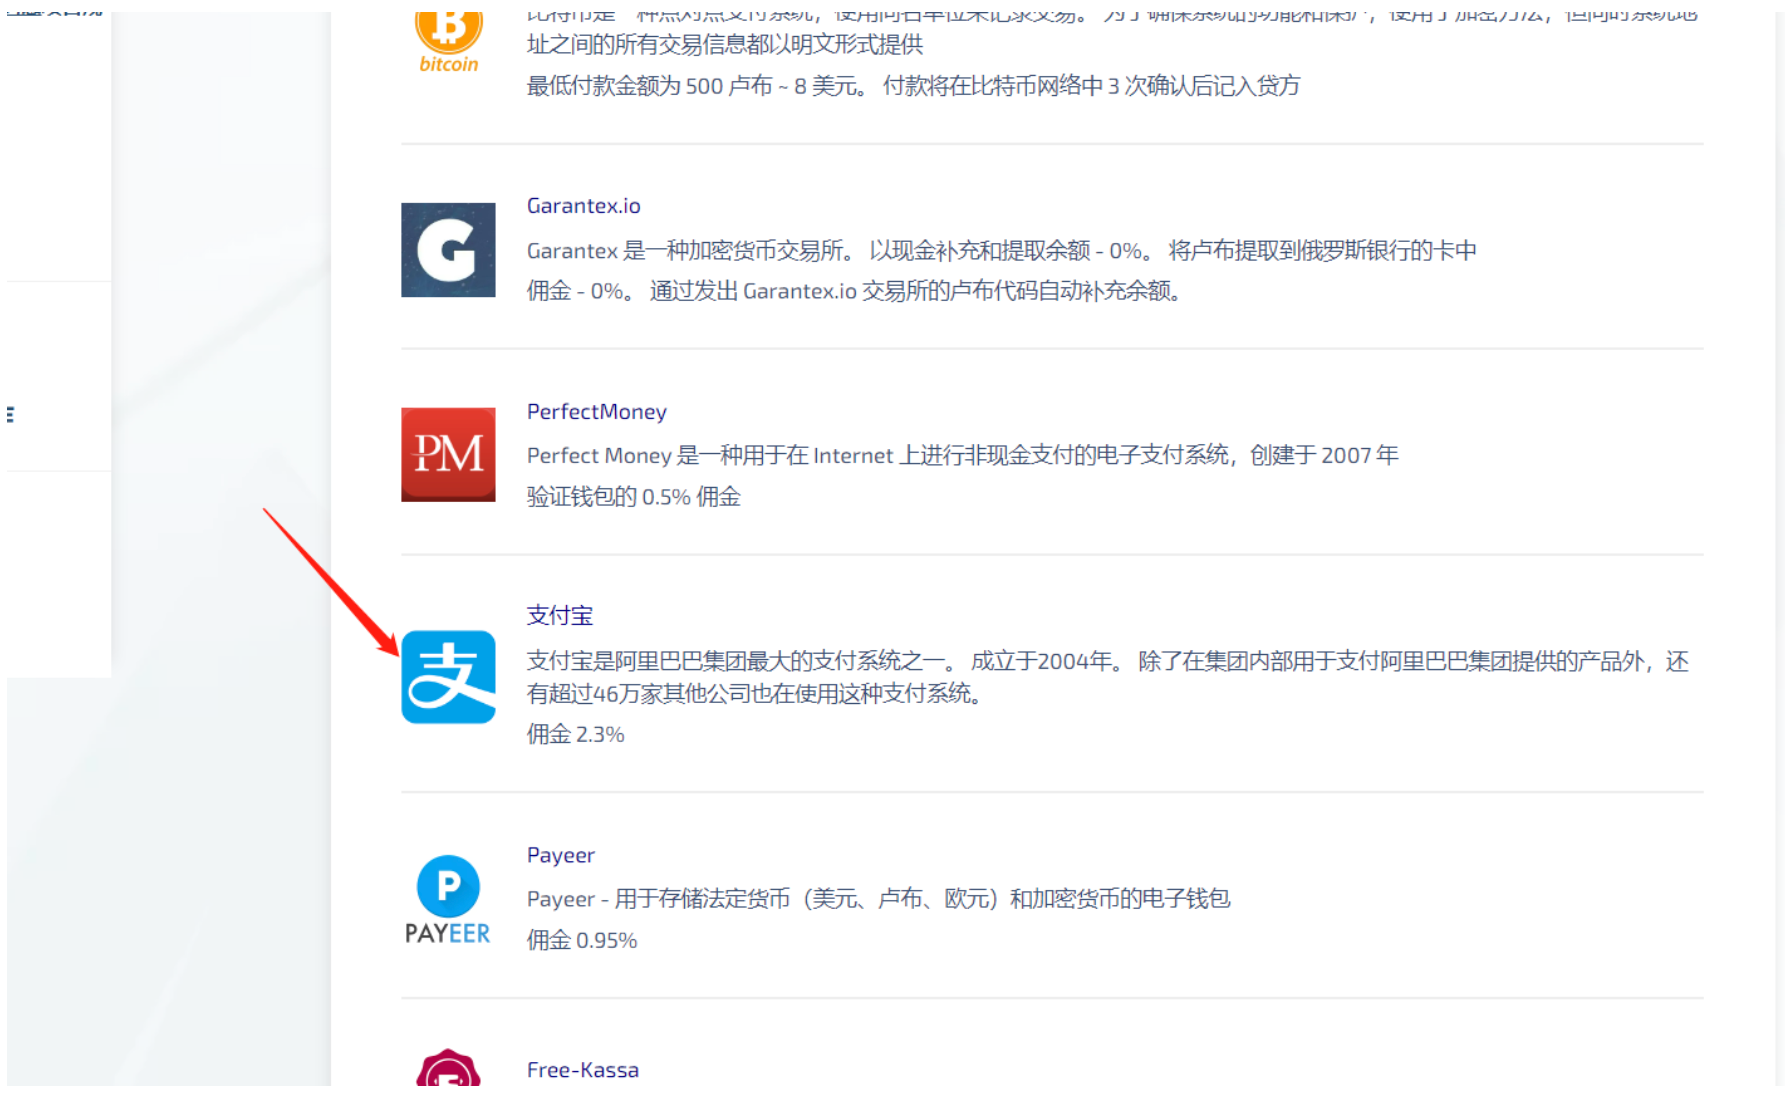 bitcoin
址之间的所有交易信息都以明文形式提供
最低付款金额为 500 卢布 ~ 8 美元。 付款将在比特币网络中 3 次确认后记入贷方
G
Garantex.io
Garantex 是一种加密货币交易所。 以现金补充和提取余额 - 0%。 将卢布提取到俄罗斯银行的卡中
佣金 - 0%。 通过发出 Garantex.io 交易所的卢布代码自动补充余额。
PM
PerfectMoney
Perfect Money 是一种用于在 Internet 上进行非现金支付的电子支付系统，创建于 2007 年
验证钱包的 0.5% 佣金
支
支付宝
支付宝是阿里巴巴集团最大的支付系统之一。 成立于2004年。 除了在集团内部用于支付阿里巴巴集团提供的产品外，还
有超过46万家其他公司也在使用这种支付系统。
佣金 2.3%
P
PAYEER
Payeer
Payeer - 用于存储法定货币（美元、卢布、欧元）和加密货币的电子钱包
佣金 0.95%
Free-Kassa